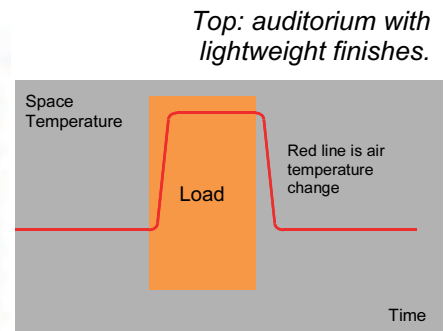 Top: auditorium with
lightweight finishes.
Space
Temperature
Red line is air
temperature
change
Load
Time